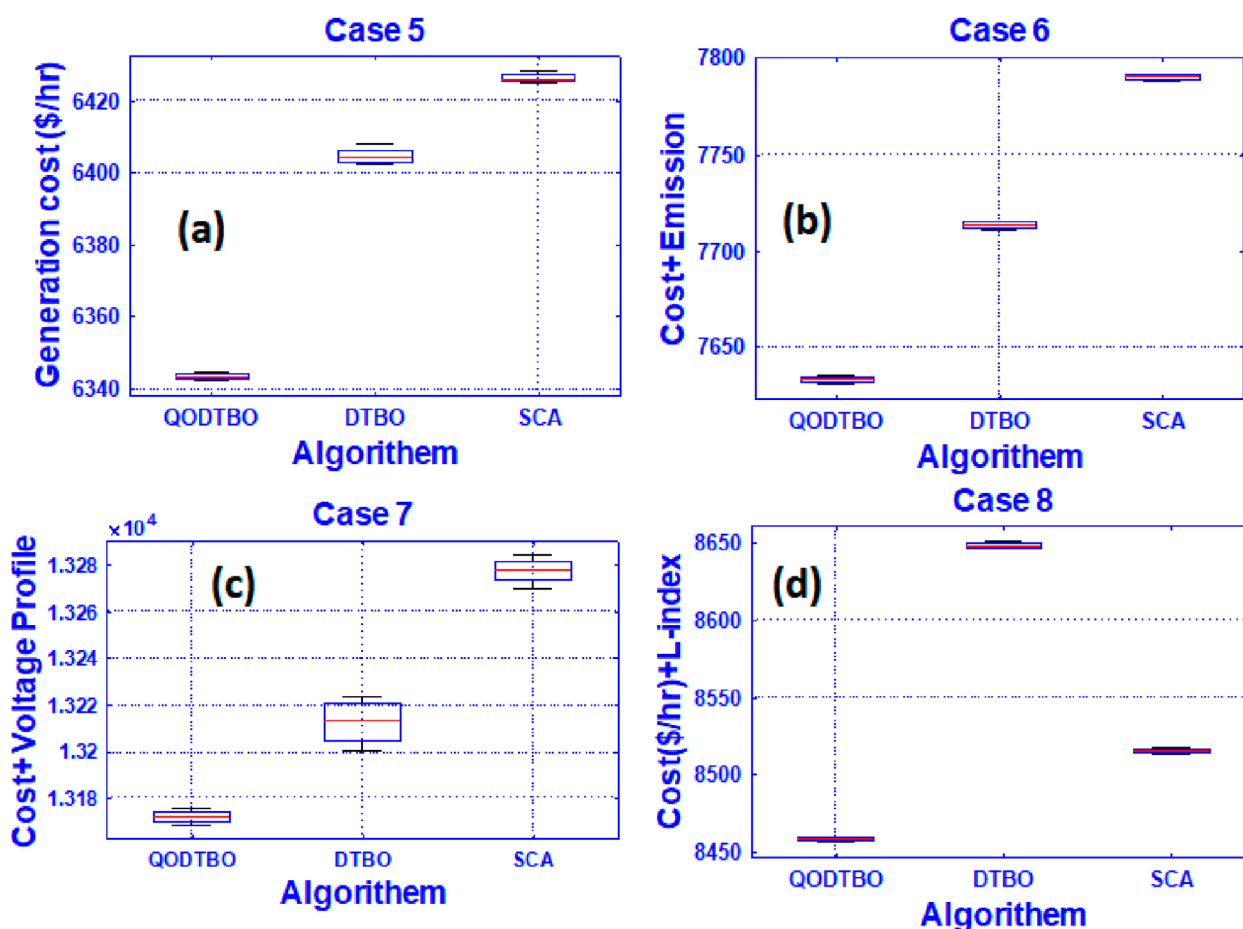 Case 5
Generation cost ($/hr)
6420
6400
6380
6360
6340
(a)
QODTBO DTBO SCA
Algorithem
Case 6
Cost+Emission
7800
7750
7700
7650
(b)
QODTBO DTBO SCA
Algorithem
Case 7
×10⁴
Cost+ Voltage Profile
1.328
1.326
1.324
1.322
1.32
1.318
(c)
QODTBO DTBO SCA
Algorithem
Case 8
Cost($/hr)+L-index
8650
8600
8550
8500
8450
(d)
QODTBO DTBO SCA
Algorithem